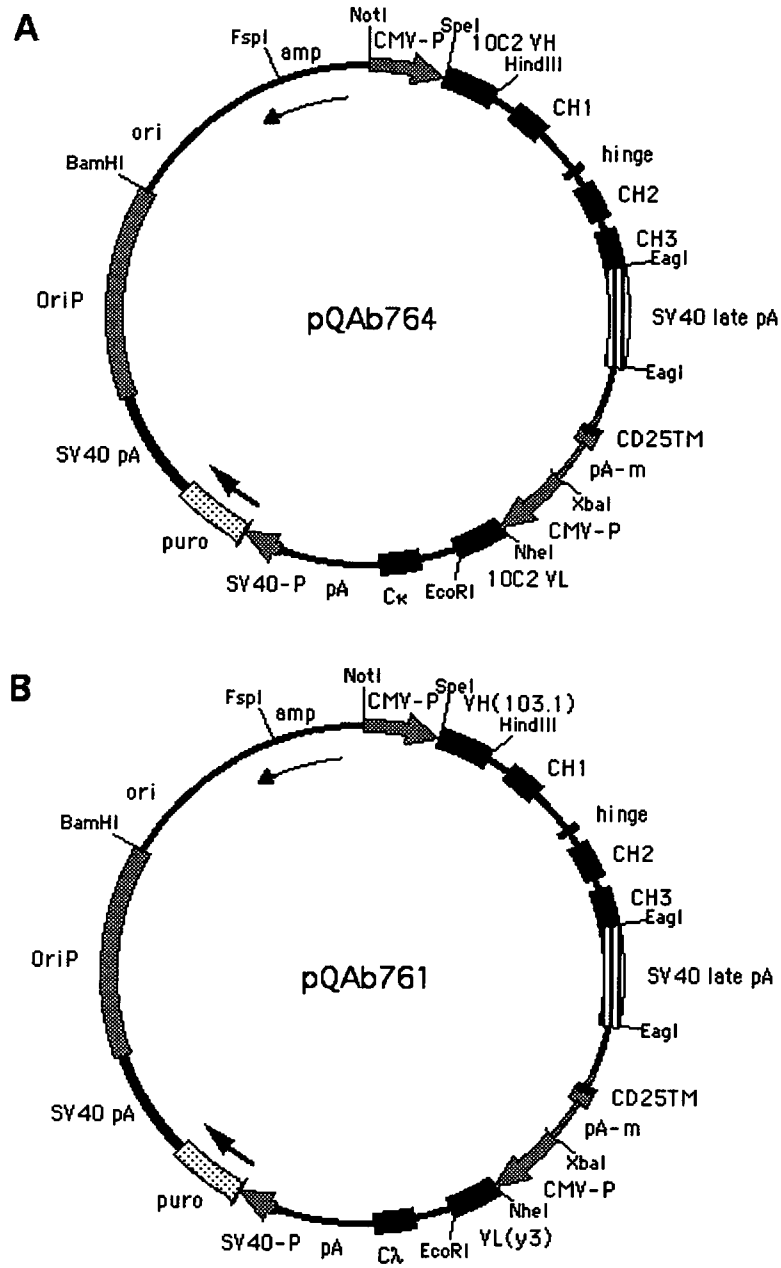 A
NotI
CMV-P
SpeI
10C2 VH
HindIII
FspI
amp
CH1
ori
hinge
BamHI
CH2
CH3
EagI
OriP
pQAb764
SV40 late pA
EagI
CD25TM
SV40 pA
pA-m
XbaI
CMV-P
puro
NheI
SV40-P
pA
Cκ
EcoRI
10C2 VL
B
NotI
CMV-P
SpeI
VH(103.1)
HindIII
FspI
amp
CH1
ori
hinge
BamHI
CH2
CH3
EagI
OriP
pQAb761
SV40 late pA
EagI
CD25TM
SV40 pA
pA-m
XbaI
CMV-P
puro
NheI
SV40-P
pA
Cλ
EcoRI
VL(y3)